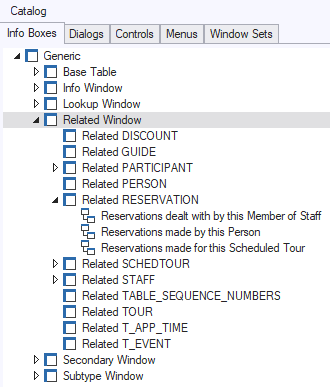 Catalog
Info Boxes Dialogs Controls Menus Window Sets
Generic
Base Table
Info Window
Lookup Window
Related Window
Related DISCOUNT
Related GUIDE
Related PARTICIPANT
Related PERSON
Related RESERVATION
Reservations dealt with by this Member of Staff
Reservations made by this Person
Reservations made for this Scheduled Tour
Related SCHEDTOUR
Related STAFF
Related TABLE_SEQUENCE_NUMBERS
Related TOUR
Related T_APP_TIME
Related T_EVENT
Secondary Window
Subtype Window